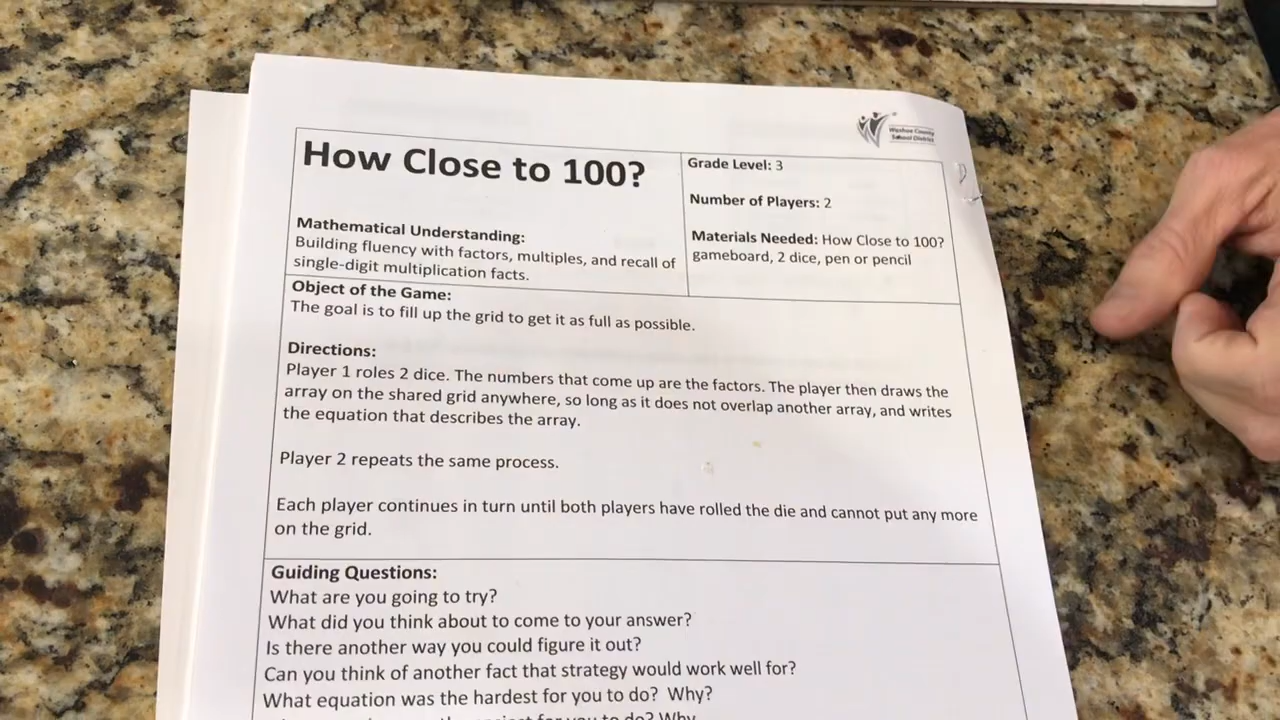 Washoe County
School District
How Close to 100?
Mathematical Understanding:
Building fluency with factors, multiples, and recall of
single-digit multiplication facts.
Grade Level: 3
Number of Players: 2
Materials Needed: How Close to 100?
gameboard, 2 dice, pen or pencil
Object of the Game:
The goal is to fill up the grid to get it as full as possible.
Directions:
Player 1 roles 2 dice. The numbers that come up are the factors. The player then draws the
array on the shared grid anywhere, so long as it does not overlap another array, and writes
the equation that describes the array.
Player 2 repeats the same process.
Each player continues in turn until both players have rolled the die and cannot put any more
on the grid.
Guiding Questions:
What are you going to try?
What did you think about to come to your answer?
Is there another way you could figure it out?
Can you think of another fact that strategy would work well for?
What equation was the hardest for you to do? Why?
for you to do? Why